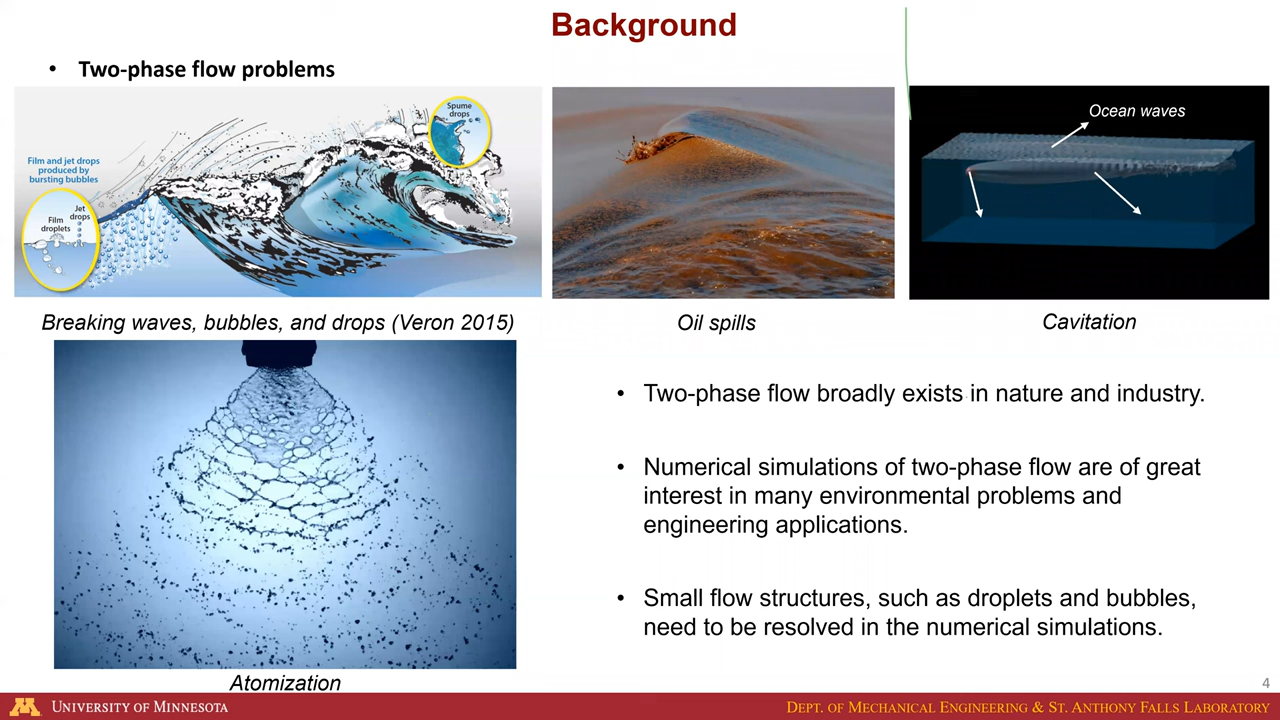 Background
• Two-phase flow problems
Spume
drops
Film and jet drops
produced by
bursting bubbles
Jet
drops
Film
droplets
Ocean waves
Breaking waves, bubbles, and drops (Veron 2015)
Oil spills
Cavitation
• Two-phase flow broadly exists in nature and industry.
• Numerical simulations of two-phase flow are of great
interest in many environmental problems and
engineering applications.
• Small flow structures, such as droplets and bubbles,
need to be resolved in the numerical simulations.
Atomization
4
M UNIVERSITY OF MINNESOTA
DEPT. OF MECHANICAL ENGINEERING & ST. ANTHONY FALLS LABORATORY